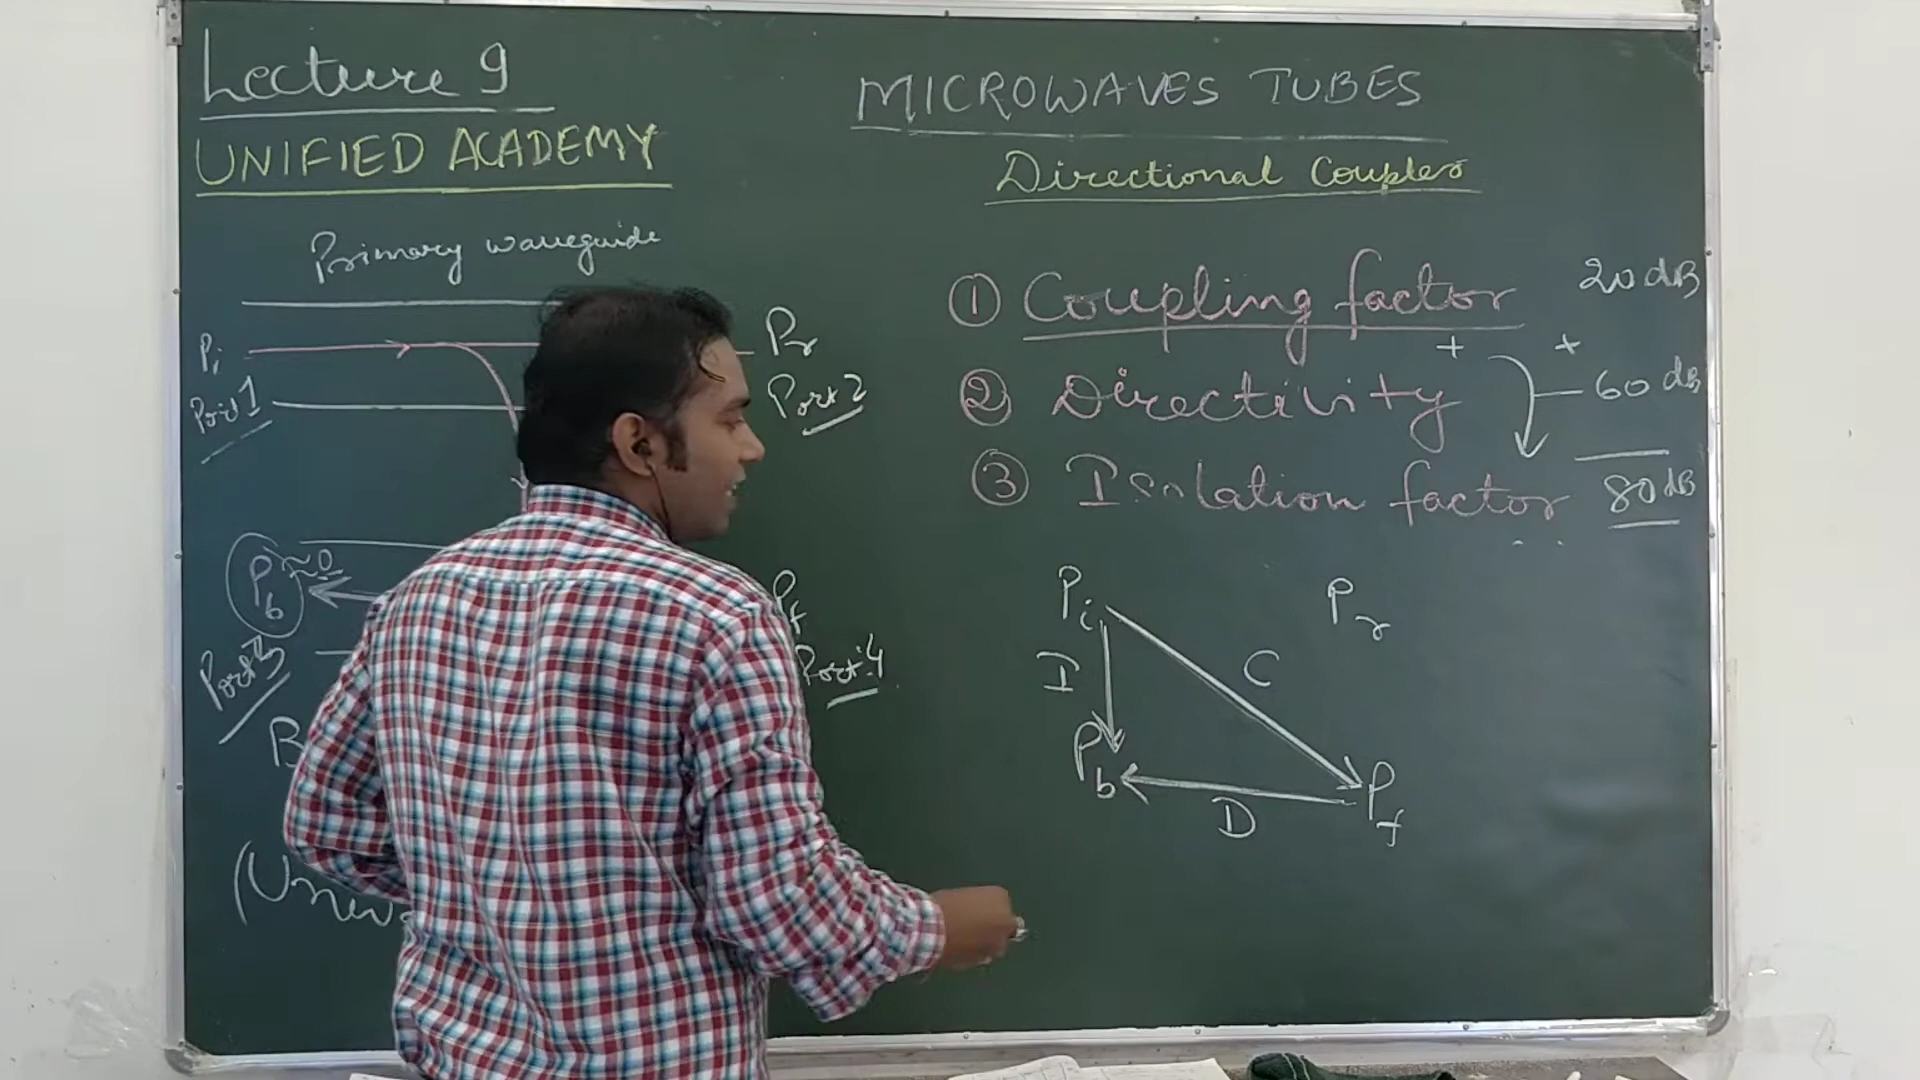 Lecture 9
UNIFIED ACADEMY
Primary waveguide
Pi
Port 1
Pr
Port 2
Pb ≈0
Port 3
Pf
Port 4
MICROWAVES TUBES
Directional Coupler
① Coupling factor 20 dB
+ +
② Directivity 60 dB
③ Isolation factor 80 dB
Pi Pr
I C
Pb Pf
D